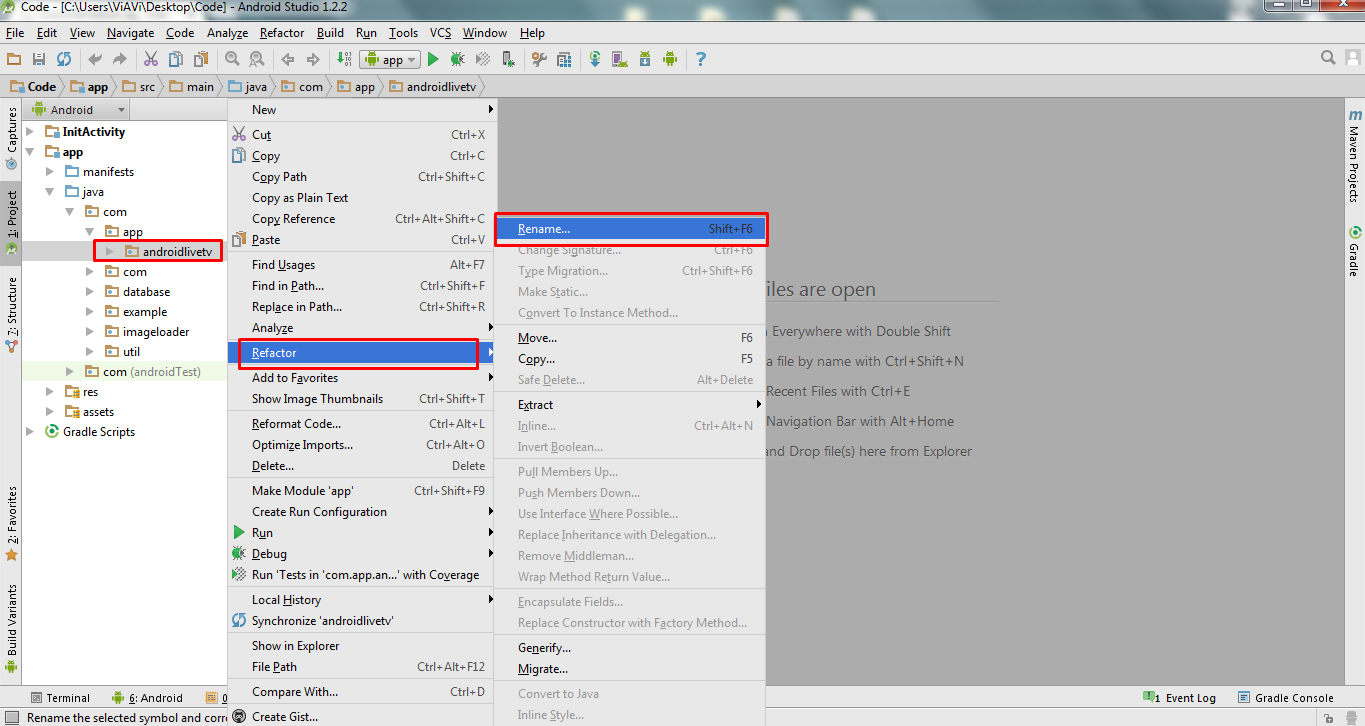 Code - [C:\Users\ViAVi\Desktop\Code] - Android Studio 1.2.2
File Edit View Navigate Code Analyze Refactor Build Run Tools VCS Window Help
app
Code app src main java com app androidlivetv
Captures
1: Project
7: Structure
2: Favorites
Build Variants
Android
InitActivity
app
manifests
java
com
app
androidlivetv
com
database
example
imageloader
util
com (androidTest)
res
assets
Gradle Scripts
New
Cut Ctrl+X
Copy Ctrl+C
Copy Path Ctrl+Shift+C
Copy as Plain Text
Copy Reference Ctrl+Alt+Shift+C
Paste Ctrl+V
Find Usages Alt+F7
Find in Path... Ctrl+Shift+F
Replace in Path... Ctrl+Shift+R
Analyze
Refactor
Add to Favorites
Show Image Thumbnails Ctrl+Shift+T
Reformat Code... Ctrl+Alt+L
Optimize Imports... Ctrl+Alt+O
Delete... Delete
Make Module 'app' Ctrl+Shift+F9
Create Run Configuration
Run
Debug
Run 'Tests in 'com.app.an...' with Coverage
Local History
Synchronize 'androidlivetv'
Show in Explorer
File Path Ctrl+Alt+F12
Compare With... Ctrl+D
Create Gist...
Rename... Shift+F6
Change Signature... Ctrl+F6
Type Migration... Ctrl+Shift+F6
Make Static...
Convert To Instance Method...
Move... F6
Copy... F5
Safe Delete... Alt+Delete
Extract
Inline... Ctrl+Alt+N
Invert Boolean...
Pull Members Up...
Push Members Down...
Use Interface Where Possible...
Replace Inheritance with Delegation...
Remove Middleman...
Wrap Method Return Value...
Encapsulate Fields...
Replace Constructor with Factory Method...
Generify...
Migrate...
Convert to Java
Inline Style...
iles are open
Everywhere with Double Shift
a file by name with Ctrl+Shift+N
Recent Files with Ctrl+E
Navigation Bar with Alt+Home
and Drop file(s) here from Explorer
m
Maven Projects
Gradle
Terminal 6: Android 0
1 Event Log Gradle Console
Rename the selected symbol and corre